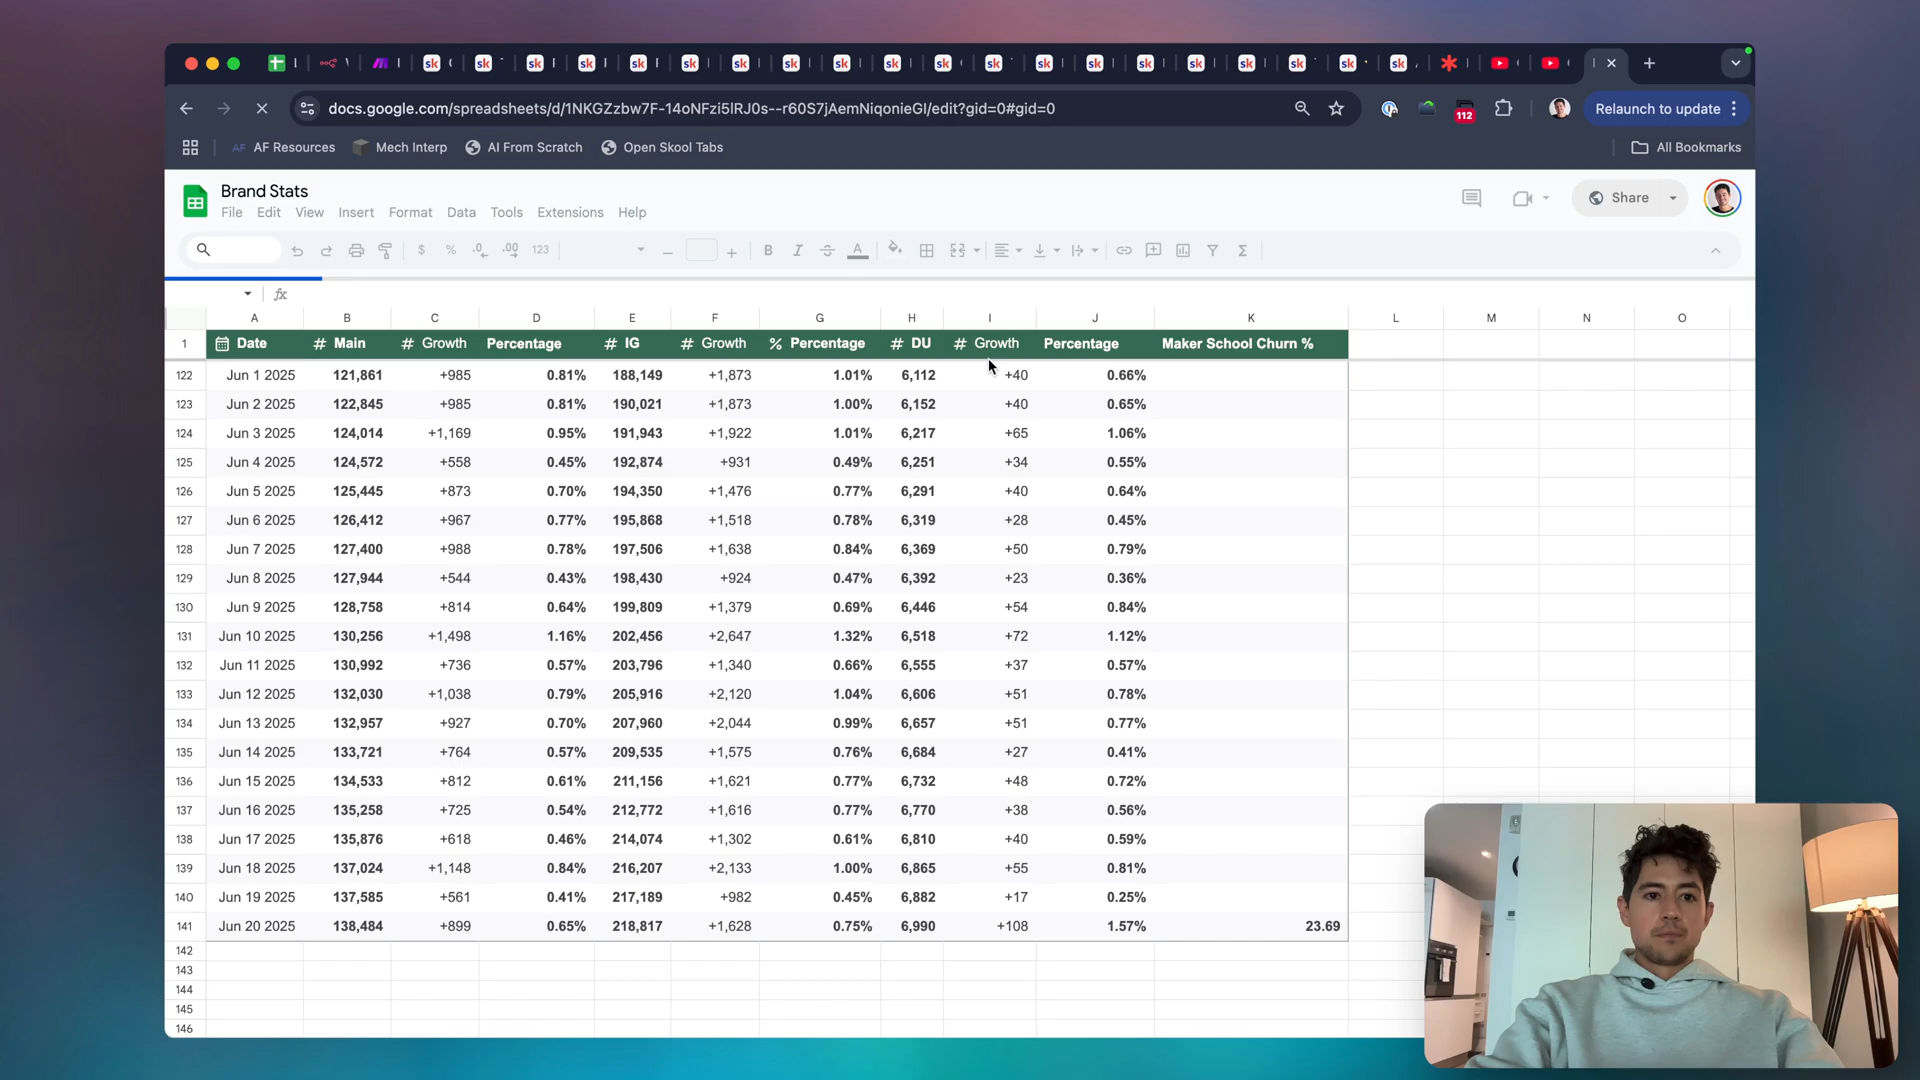 docs.google.com/spreadsheets/d/1NKGZzbw7F-14oNFzi5lRJ0s--r60S7jAemNiqonieGI/edit?gid=0#gid=0
112
Relaunch to update
AF Resources Mech Interp AI From Scratch Open Skool Tabs All Bookmarks
Brand Stats
File Edit View Insert Format Data Tools Extensions Help
Share
$ % .0 .00 123 B I A Σ
fx
A B C D E F G H I J K L M N O
1 Date # Main # Growth Percentage # IG # Growth % Percentage # DU # Growth Percentage Maker School Churn %
122 Jun 1 2025 121,861 +985 0.81% 188,149 +1,873 1.01% 6,112 +40 0.66%
123 Jun 2 2025 122,845 +985 0.81% 190,021 +1,873 1.00% 6,152 +40 0.65%
124 Jun 3 2025 124,014 +1,169 0.95% 191,943 +1,922 1.01% 6,217 +65 1.06%
125 Jun 4 2025 124,572 +558 0.45% 192,874 +931 0.49% 6,251 +34 0.55%
126 Jun 5 2025 125,445 +873 0.70% 194,350 +1,476 0.77% 6,291 +40 0.64%
127 Jun 6 2025 126,412 +967 0.77% 195,868 +1,518 0.78% 6,319 +28 0.45%
128 Jun 7 2025 127,400 +988 0.78% 197,506 +1,638 0.84% 6,369 +50 0.79%
129 Jun 8 2025 127,944 +544 0.43% 198,430 +924 0.47% 6,392 +23 0.36%
130 Jun 9 2025 128,758 +814 0.64% 199,809 +1,379 0.69% 6,446 +54 0.84%
131 Jun 10 2025 130,256 +1,498 1.16% 202,456 +2,647 1.32% 6,518 +72 1.12%
132 Jun 11 2025 130,992 +736 0.57% 203,796 +1,340 0.66% 6,555 +37 0.57%
133 Jun 12 2025 132,030 +1,038 0.79% 205,916 +2,120 1.04% 6,606 +51 0.78%
134 Jun 13 2025 132,957 +927 0.70% 207,960 +2,044 0.99% 6,657 +51 0.77%
135 Jun 14 2025 133,721 +764 0.57% 209,535 +1,575 0.76% 6,684 +27 0.41%
136 Jun 15 2025 134,533 +812 0.61% 211,156 +1,621 0.77% 6,732 +48 0.72%
137 Jun 16 2025 135,258 +725 0.54% 212,772 +1,616 0.77% 6,770 +38 0.56%
138 Jun 17 2025 135,876 +618 0.46% 214,074 +1,302 0.61% 6,810 +40 0.59%
139 Jun 18 2025 137,024 +1,148 0.84% 216,207 +2,133 1.00% 6,865 +55 0.81%
140 Jun 19 2025 137,585 +561 0.41% 217,189 +982 0.45% 6,882 +17 0.25%
141 Jun 20 2025 138,484 +899 0.65% 218,817 +1,628 0.75% 6,990 +108 1.57% 23.69
142
143
144
145
146